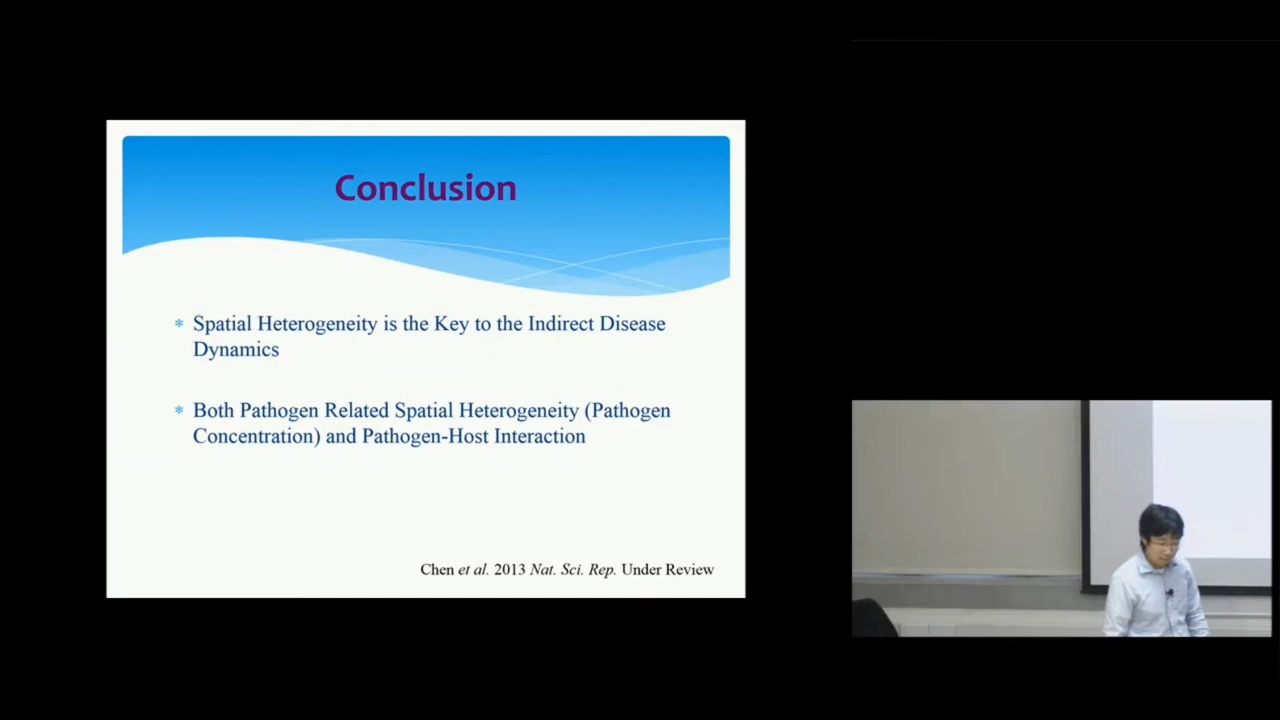 Conclusion
* Spatial Heterogeneity is the Key to the Indirect Disease
Dynamics
* Both Pathogen Related Spatial Heterogeneity (Pathogen
Concentration) and Pathogen-Host Interaction
Chen et al. 2013 Nat. Sci. Rep. Under Review